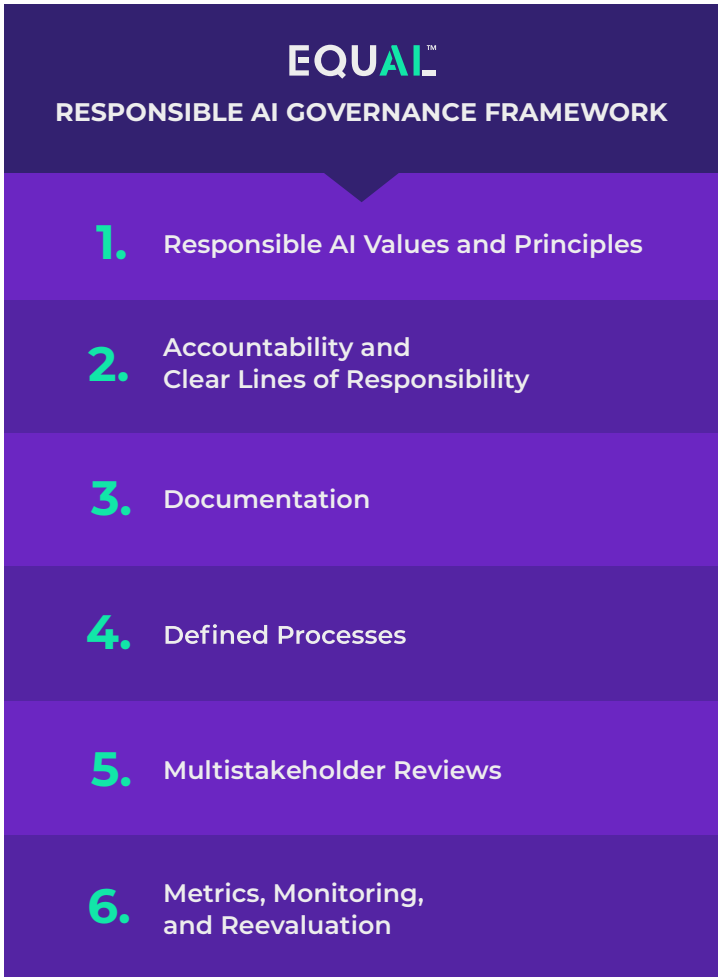 EQUAL™
RESPONSIBLE AI GOVERNANCE FRAMEWORK
1. Responsible AI Values and Principles
2. Accountability and
Clear Lines of Responsibility
3. Documentation
4. Defined Processes
5. Multistakeholder Reviews
6. Metrics, Monitoring,
and Reevaluation